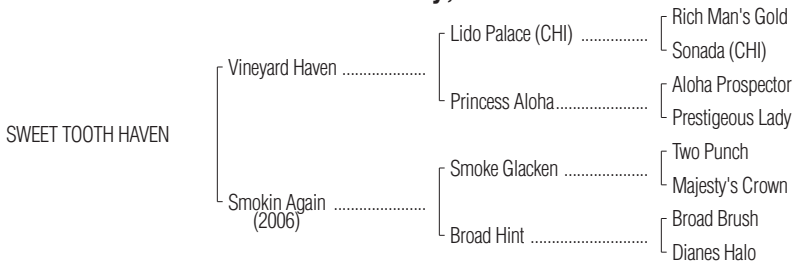 Rich Man's Gold
Lido Palace (CHI) ................
Sonada (CHI)
Vineyard Haven .....................
Aloha Prospector
Princess Aloha......................
Prestigeous Lady
SWEET TOOTH HAVEN
Two Punch
Smoke Glacken ....................
Majesty's Crown
Smokin Again ......................
(2006)
Broad Brush
Broad Hint ............................
Dianes Halo